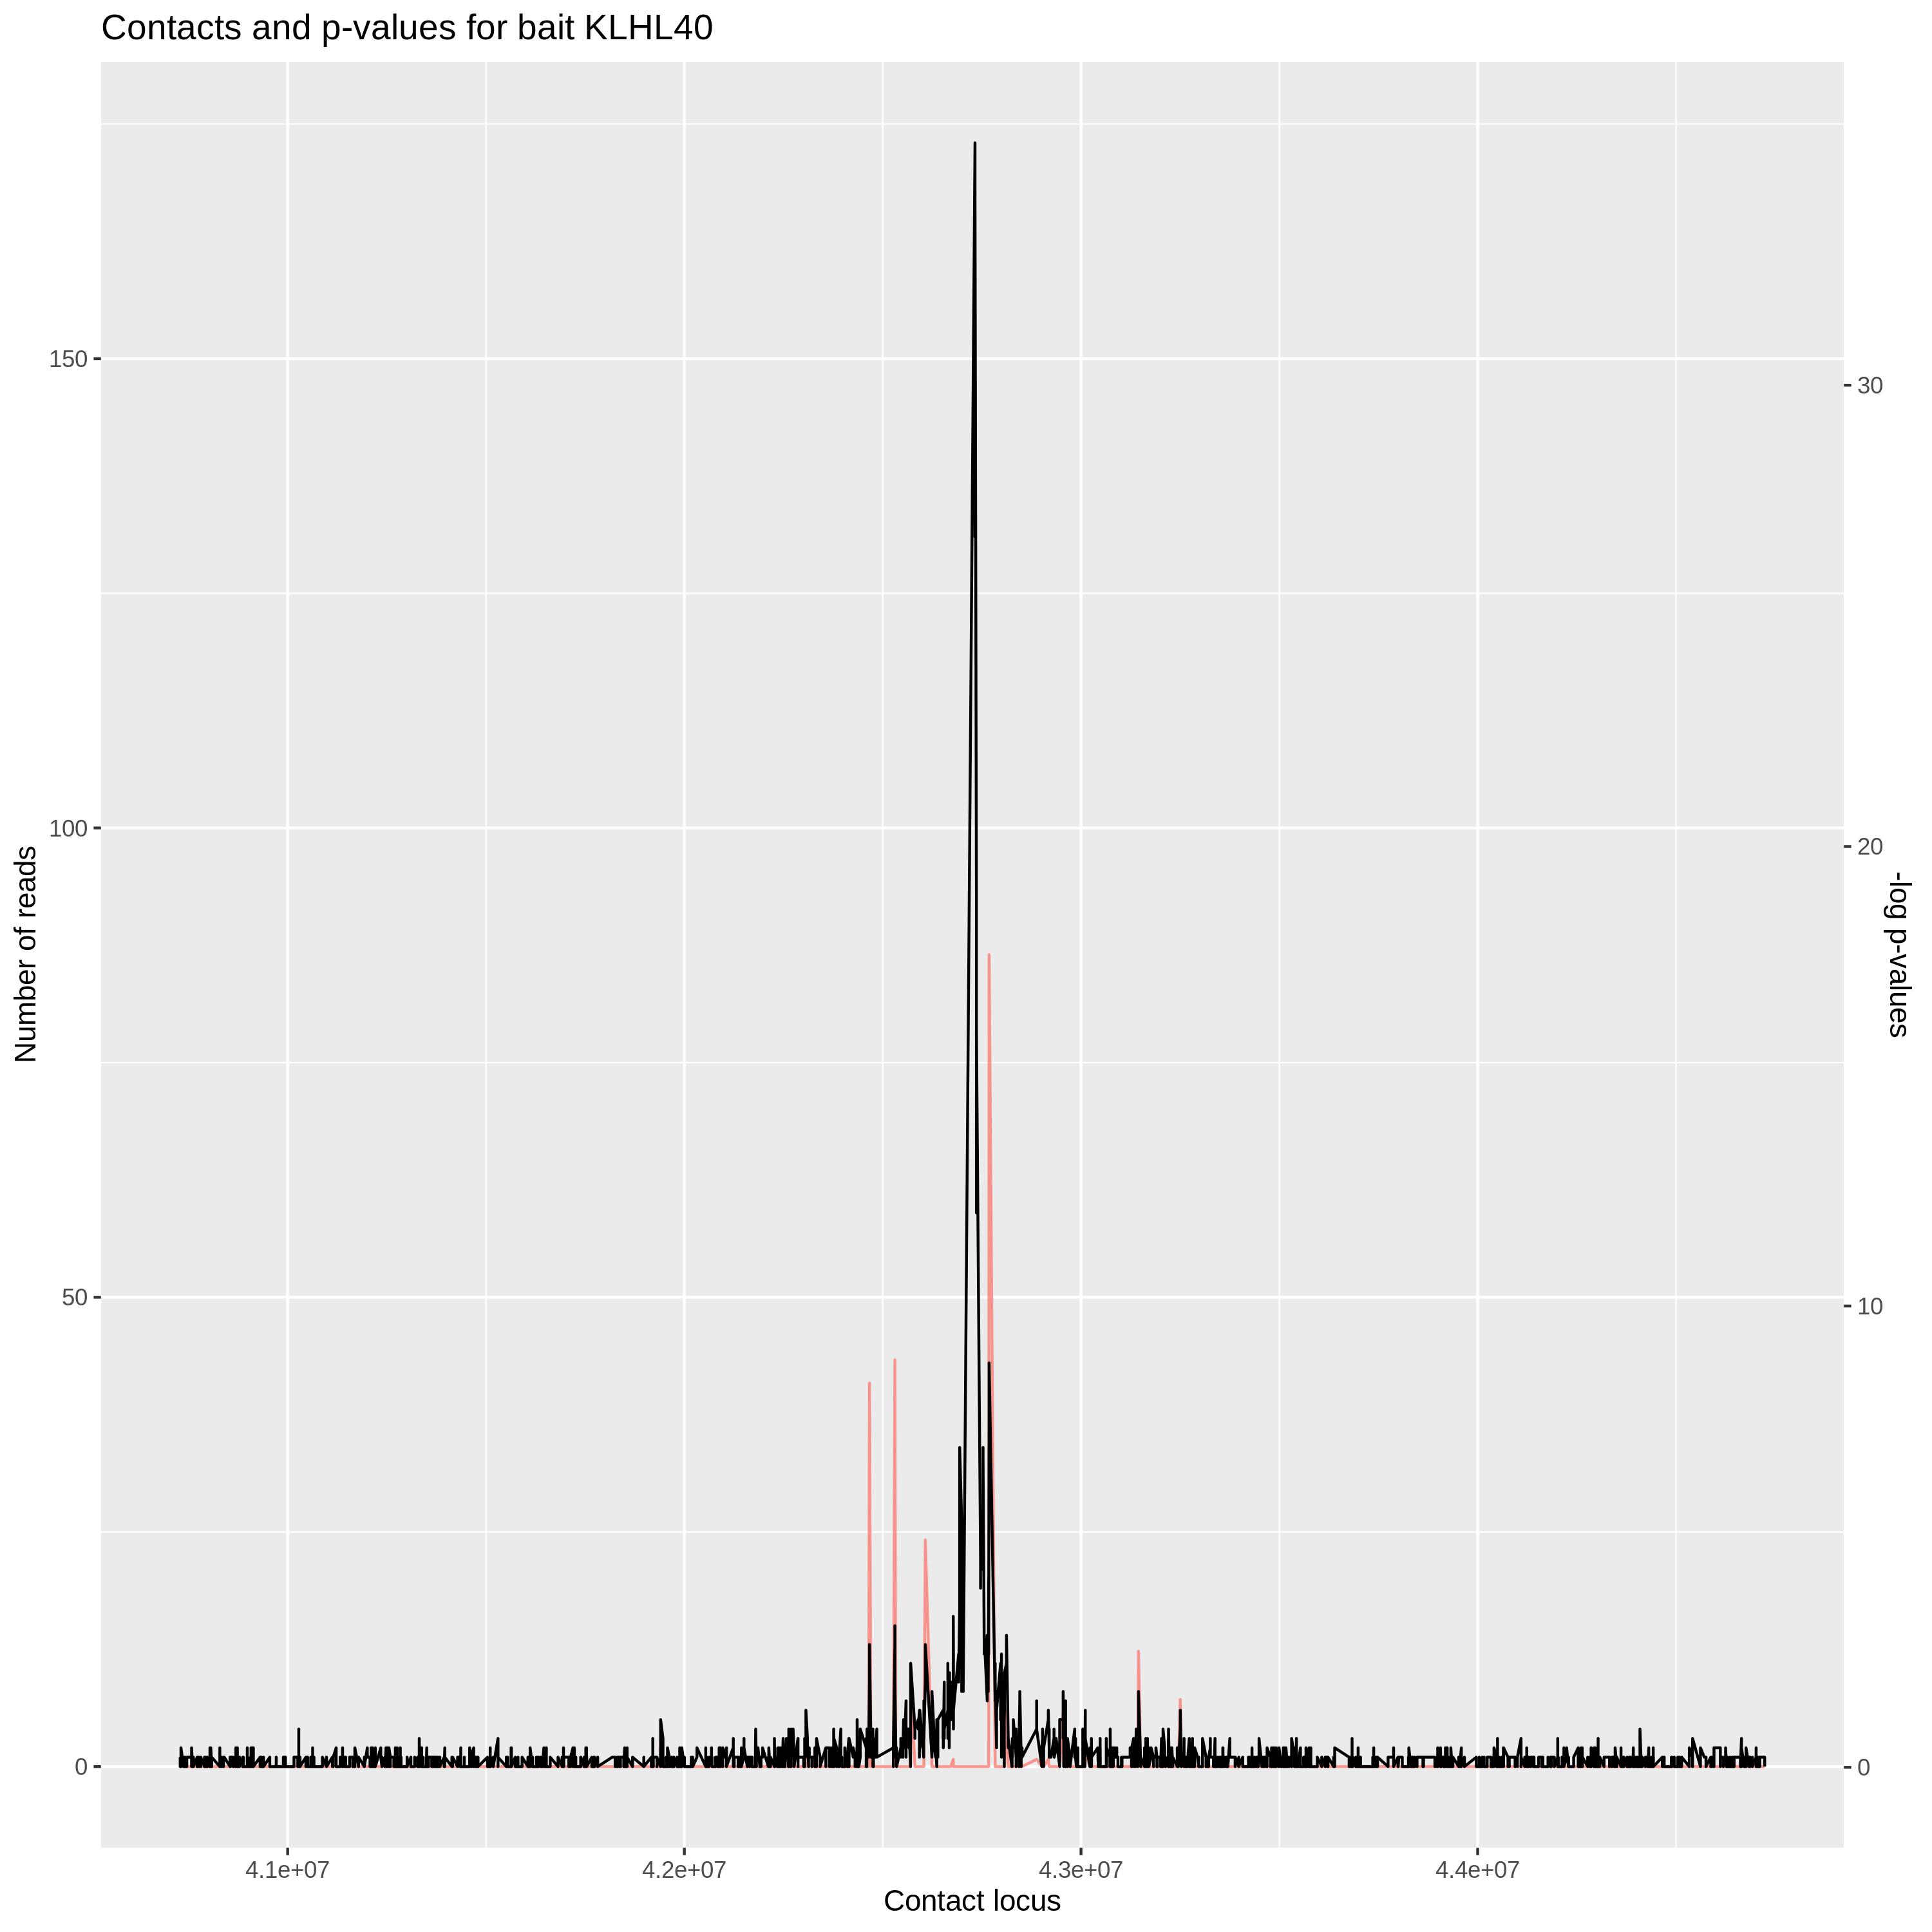 Contacts and p-values for bait KLHL40
150
100
50
0
30
20
10
0
Number of reads
-log p-values
4.1e+07
4.2e+07
4.3e+07
4.4e+07
Contact locus